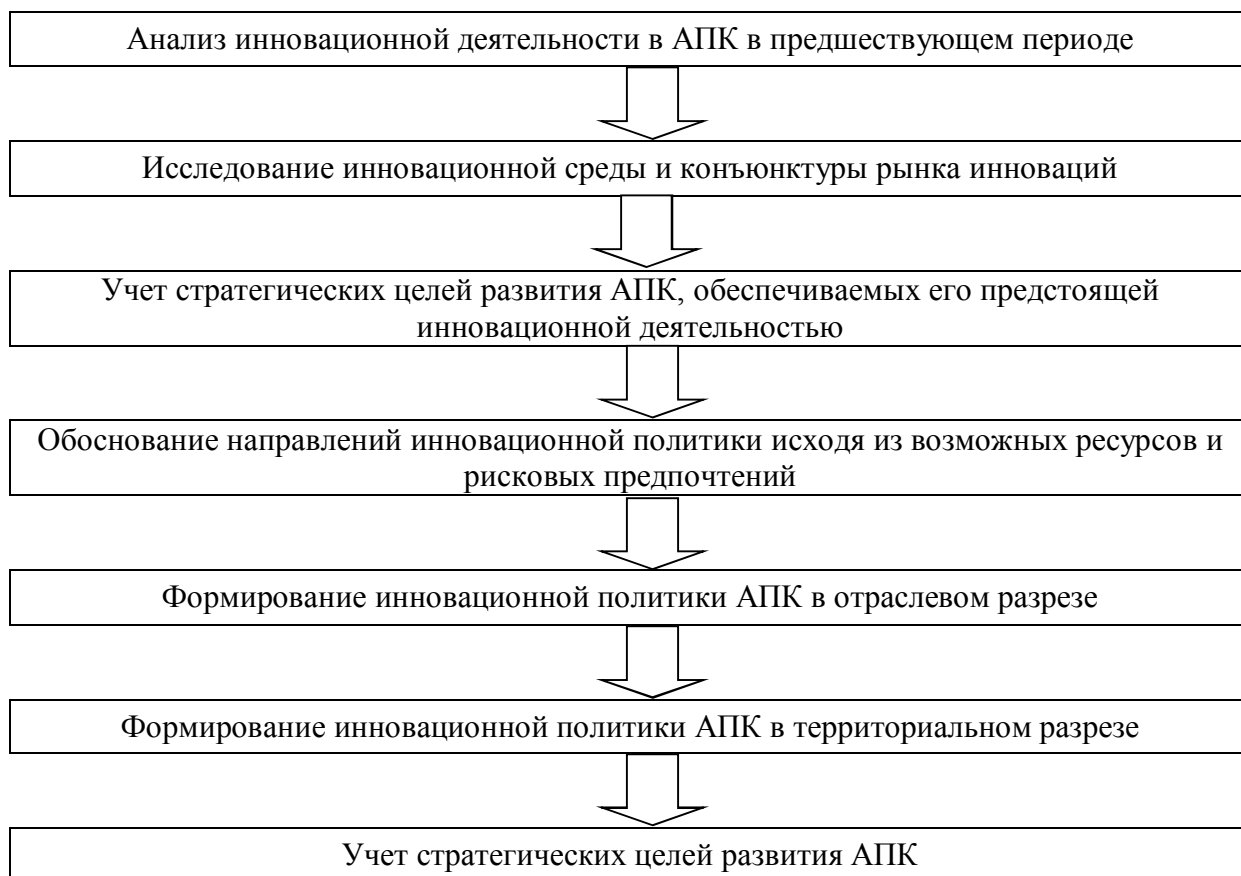 Анализ инновационной деятельности в АПК в предшествующем периоде
Исследование инновационной среды и конъюнктуры рынка инноваций
Учет стратегических целей развития АПК, обеспечиваемых его предстоящей
инновационной деятельностью
Обоснование направлений инновационной политики исходя из возможных ресурсов и
рисковых предпочтений
Формирование инновационной политики АПК в отраслевом разрезе
Формирование инновационной политики АПК в территориальном разрезе
Учет стратегических целей развития АПК